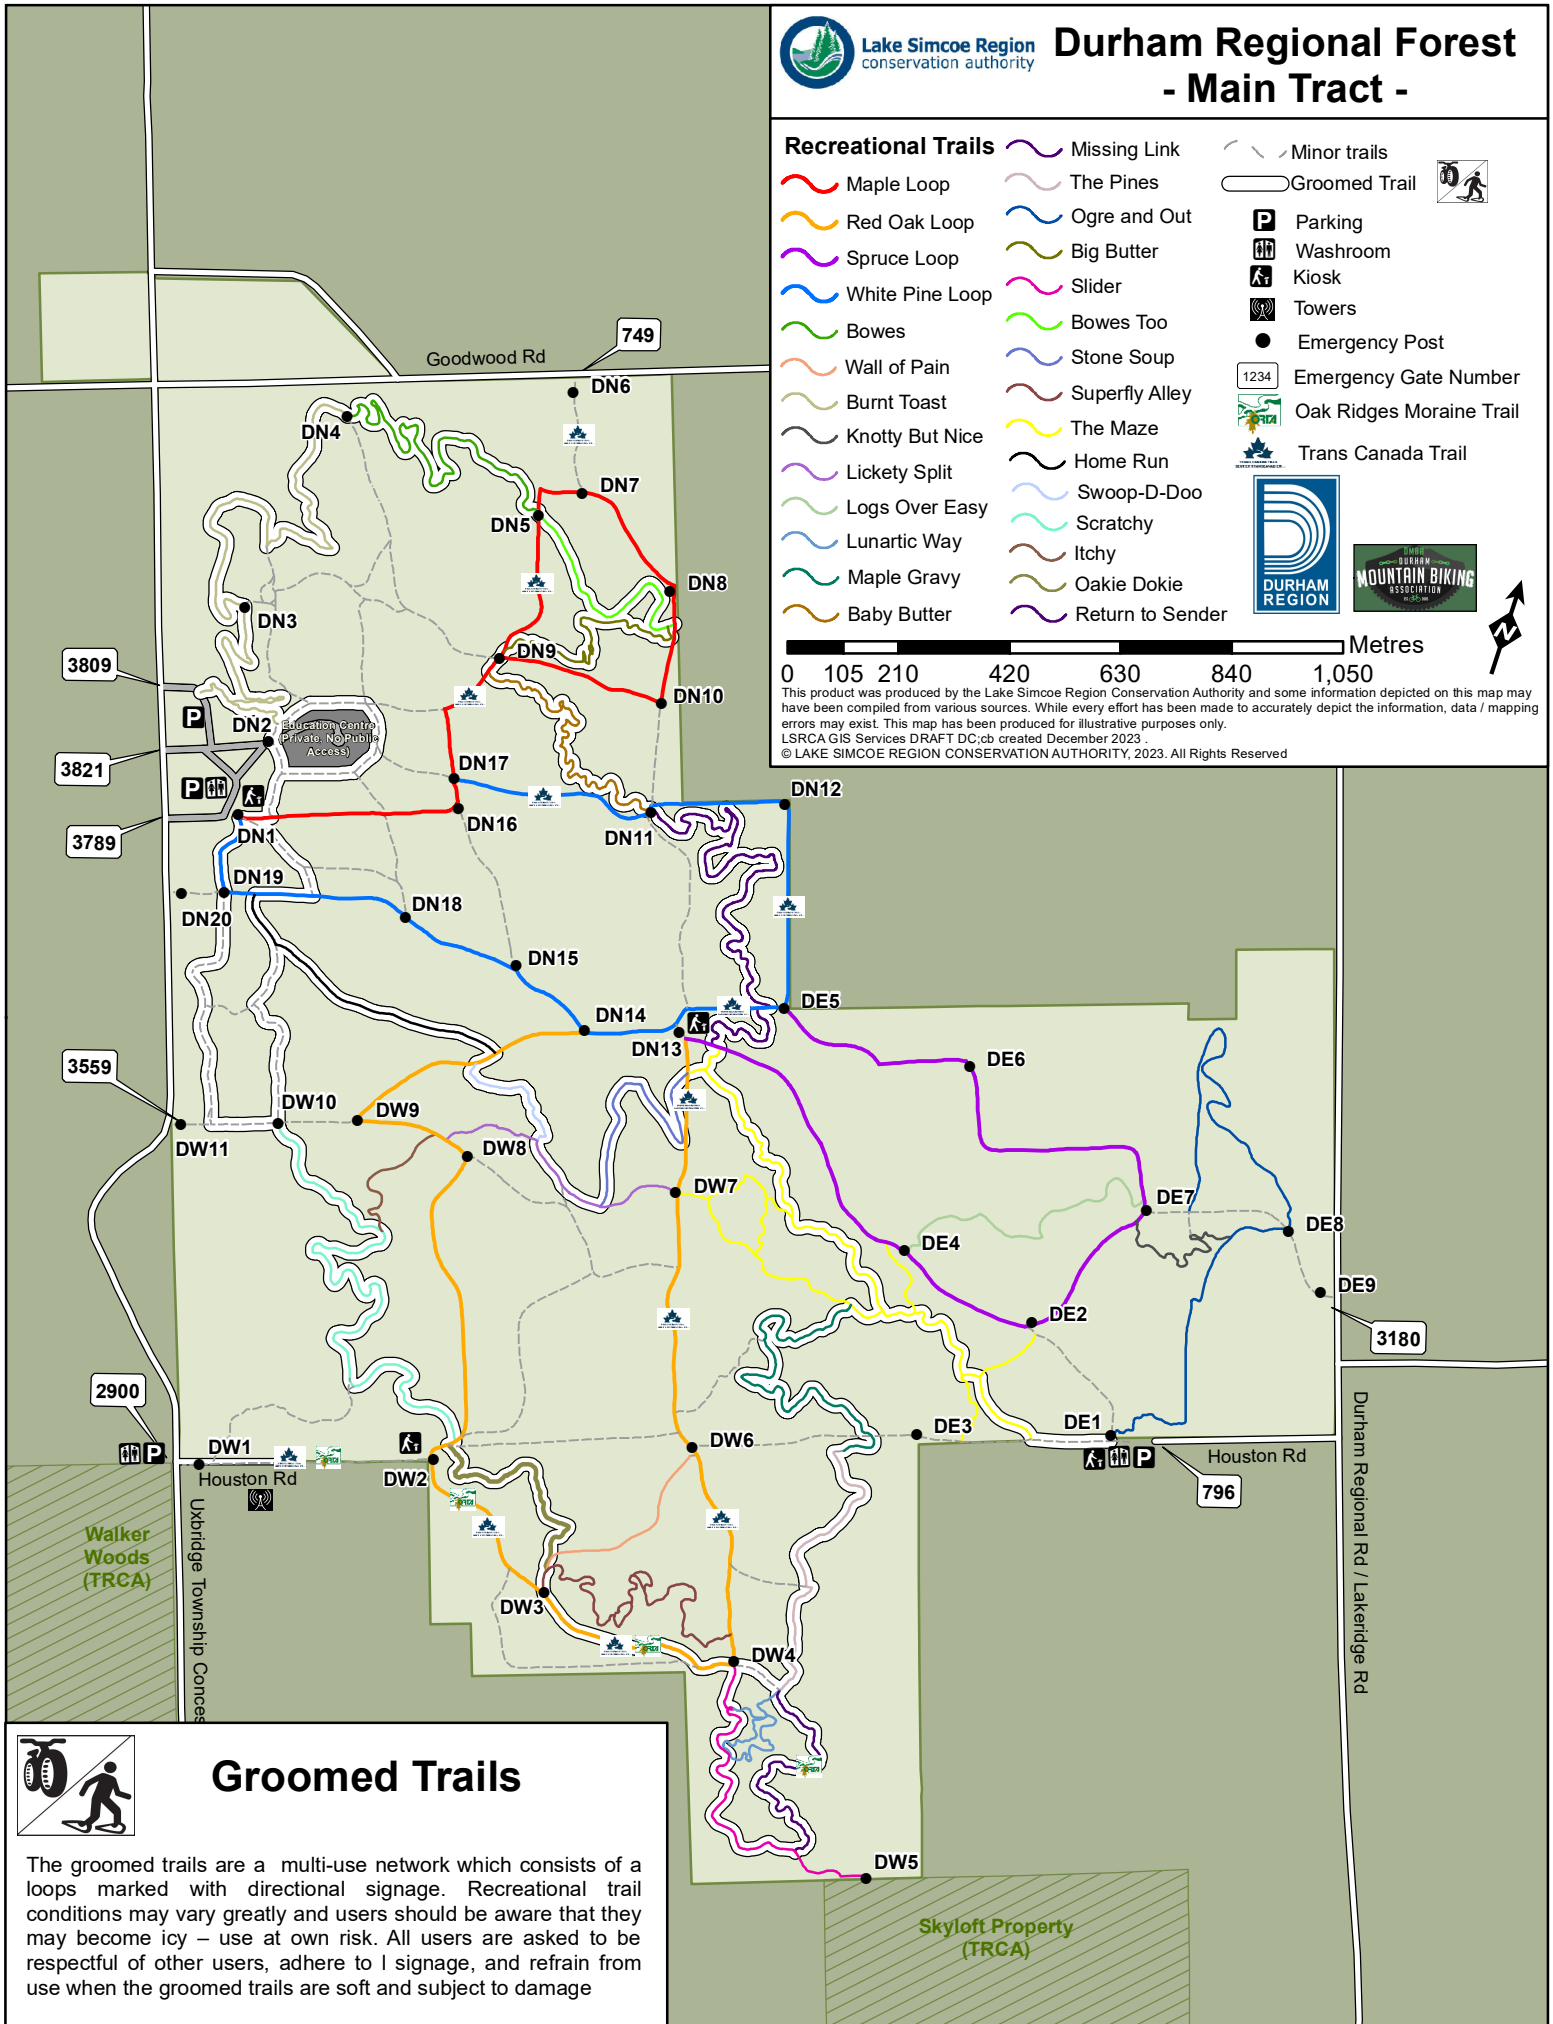 Lake Simcoe Region
conservation authority
Durham Regional Forest
- Main Tract -
Recreational Trails
Maple Loop
Red Oak Loop
Spruce Loop
White Pine Loop
Bowes
Wall of Pain
Burnt Toast
Knotty But Nice
Lickety Split
Logs Over Easy
Lunartic Way
Maple Gravy
Baby Butter
Missing Link
The Pines
Ogre and Out
Big Butter
Slider
Bowes Too
Stone Soup
Superfly Alley
The Maze
Home Run
Swoop-D-Doo
Scratchy
Itchy
Oakie Dokie
Return to Sender
Minor trails
Groomed Trail
P Parking
Washroom
Kiosk
Towers
Emergency Post
1234 Emergency Gate Number
ORTA Oak Ridges Moraine Trail
Trans Canada Trail
DURHAM
REGION
DMBA
DURHAM
MOUNTAIN BIKING
ASSOCIATION
N
Metres
0 105 210 420 630 840 1,050
This product was produced by the Lake Simcoe Region Conservation Authority and some information depicted on this map may
have been compiled from various sources. While every effort has been made to accurately depict the information, data / mapping
errors may exist. This map has been produced for illustrative purposes only.
LSRCA GIS Services DRAFT DC;cb created December 2023 .
© LAKE SIMCOE REGION CONSERVATION AUTHORITY, 2023. All Rights Reserved
749
Goodwood Rd
DN6
DN4
DN7
DN5
DN8
DN3
DN9
3809
DN10
P
DN2
Education Centre
(Private, No Public
Access)
3821
DN17
P
DN12
DN16
DN11
3789
DN1
DN19
DN18
DN20
DN15
DE5
DN14
DN13
DE6
3559
DW10
DW9
DW11
DW8
DW7
DE7
DE8
DE4
DE9
DE2
3180
2900
DE1
DE3
P
DW1
DW6
Houston Rd
DW2
P
Houston Rd
796
ORTA
Durham Regional Rd / Lakeridge Rd
Uxbridge Township Conces
Walker
Woods
(TRCA)
DW3
ORTA
DW4
ORTA
DW5
Skyloft Property
(TRCA)
Groomed Trails
The groomed trails are a multi-use network which consists of a
loops marked with directional signage. Recreational trail
conditions may vary greatly and users should be aware that they
may become icy – use at own risk. All users are asked to be
respectful of other users, adhere to l signage, and refrain from
use when the groomed trails are soft and subject to damage